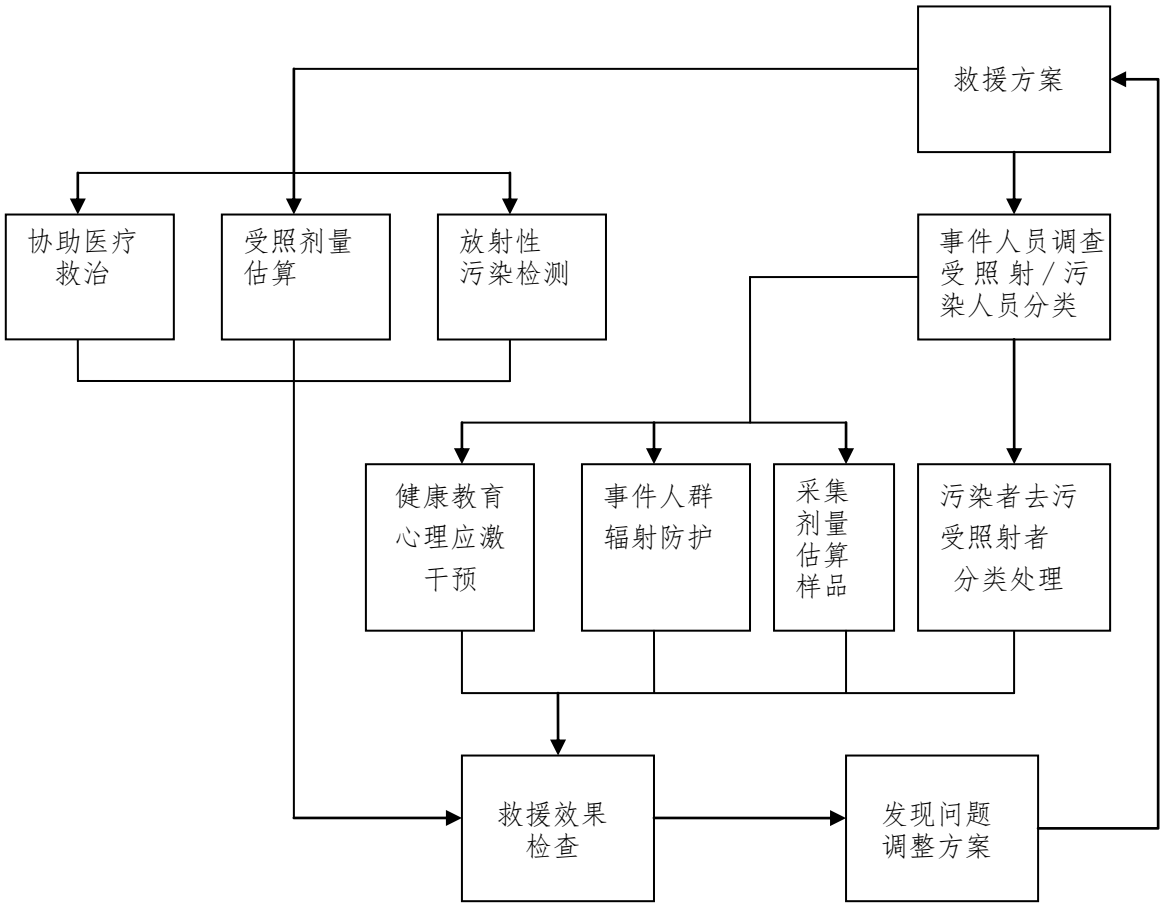 救援方案
协助医疗
救治
受照剂量
估算
放射性
污染检测
事件人员调查
受照射/污
染人员分类
健康教育
心理应激
干预
事件人群
辐射防护
采集
剂量
估算
样品
污染者去污
受照射者
分类处理
救援效果
检查
发现问题
调整方案